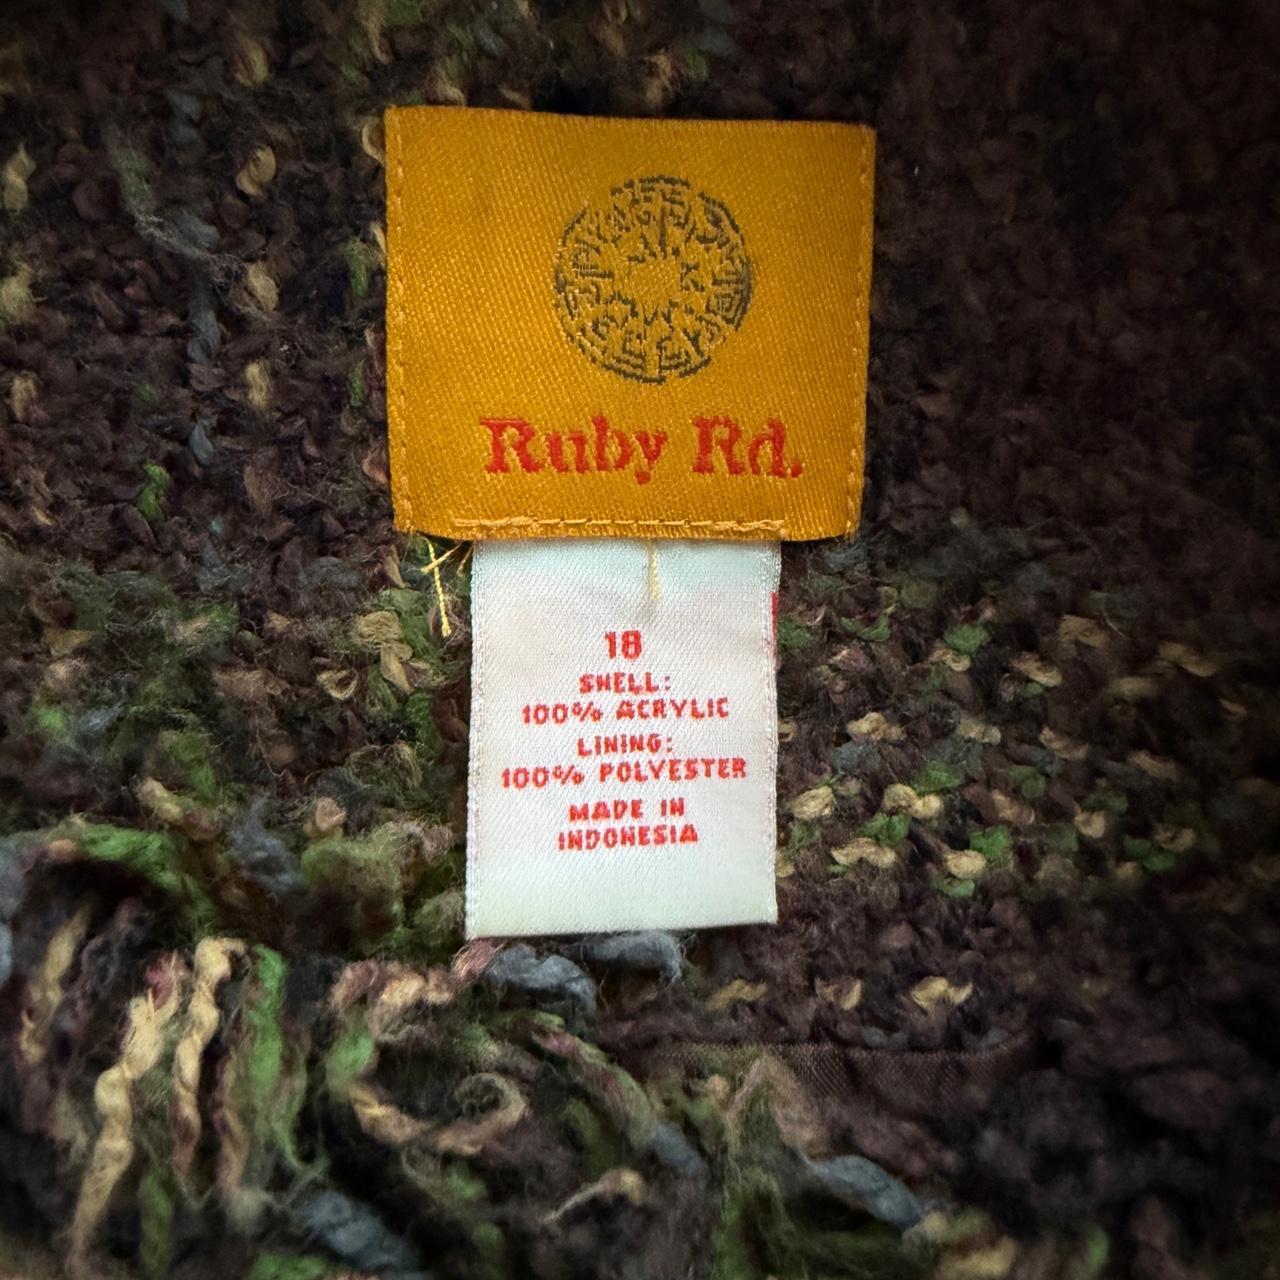 Ruby Rd.
18
SHELL:
100% ACRYLIC
LINING:
100% POLYESTER
MADE IN
INDONESIA